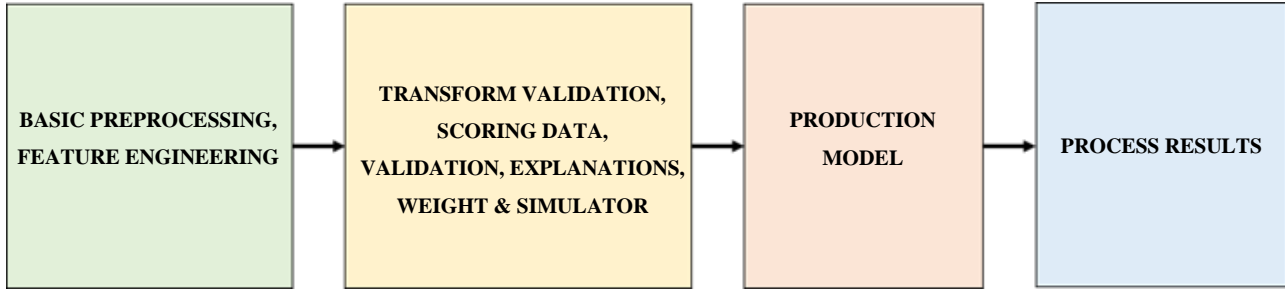 BASIC PREPROCESSING,
FEATURE ENGINEERING
TRANSFORM VALIDATION,
SCORING DATA,
VALIDATION, EXPLANATIONS,
WEIGHT & SIMULATOR
PRODUCTION
MODEL
PROCESS RESULTS